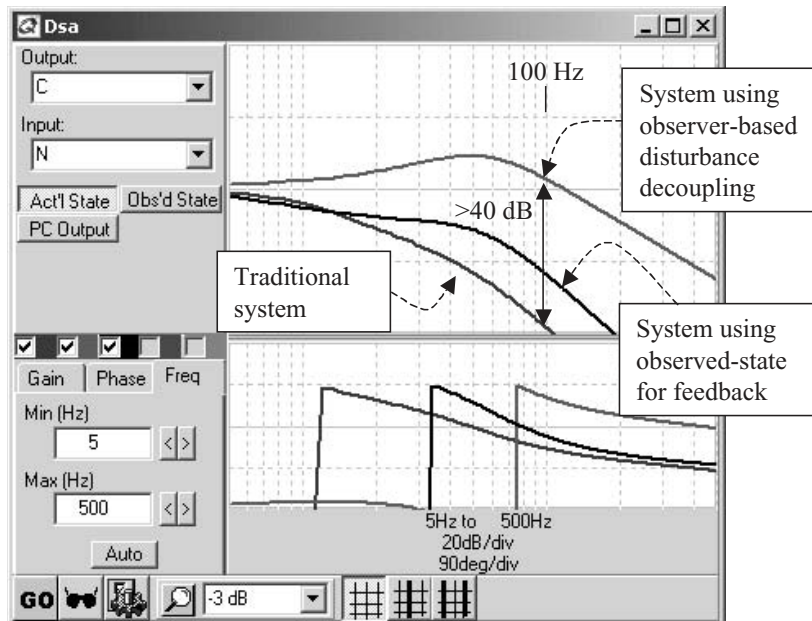 Dsa
Output:
C
Input:
N
Act'l State
Obs'd State
PC Output
100 Hz
>40 dB
System using
observer-based
disturbance
decoupling
Traditional
system
System using
observed-state
for feedback
Gain
Phase
Freq
Min (Hz)
5
< >
Max (Hz)
500
< >
Auto
5Hz to 500Hz
20dB/div
90deg/div
GO
-3 dB